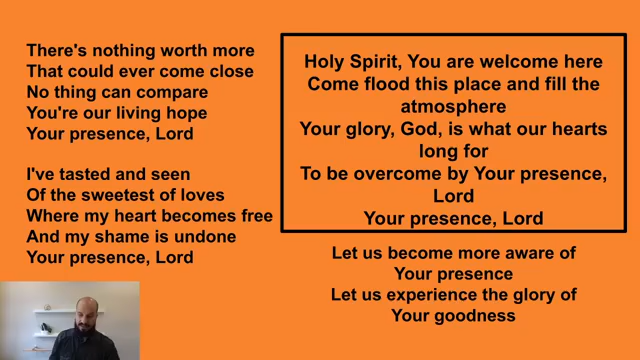 There's nothing worth more
That could ever come close
No thing can compare
You're our living hope
Your presence, Lord
I've tasted and seen
Of the sweetest of loves
Where my heart becomes free
And my shame is undone
Your presence, Lord
Holy Spirit, You are welcome here
Come flood this place and fill the
atmosphere
Your glory, God, is what our hearts
long for
To be overcome by Your presence,
Lord
Your presence, Lord
Let us become more aware of
Your presence
Let us experience the glory of
Your goodness